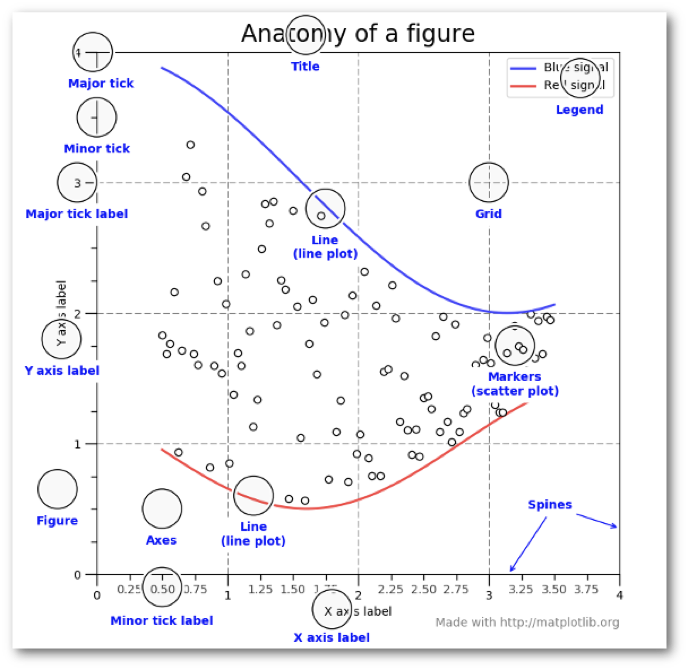 Anatomy of a figure
4
Title
Blue signal
Major tick
Red signal
Legend
Minor tick
3
Major tick label
Grid
Line
(line plot)
Y axis label
2
Y axis label
Markers
(scatter plot)
1
Spines
Figure
Axes
Line
(line plot)
0
0 0.25 0.50 0.75 1 1.25 1.50 1.75 2 2.25 2.50 2.75 3 3.25 3.50 4
X axis label
Minor tick label
Made with http://matplotlib.org
X axis label